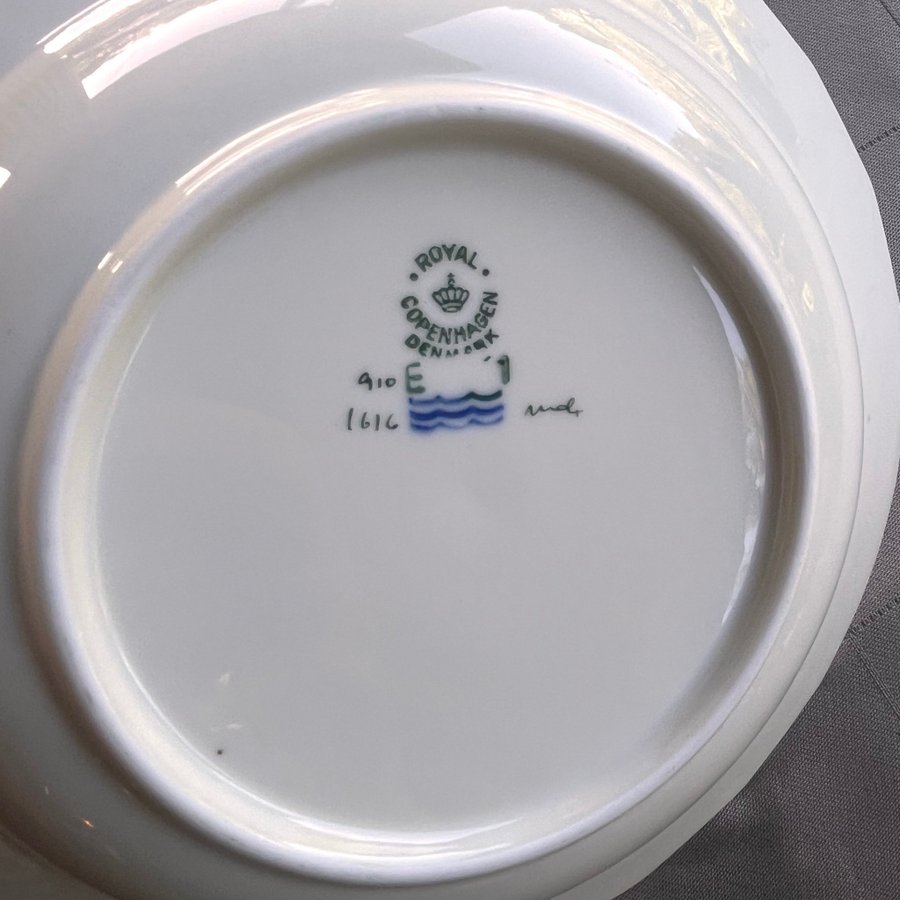 ROYAL
COPENHAGEN
DENMARK
910 E
1616